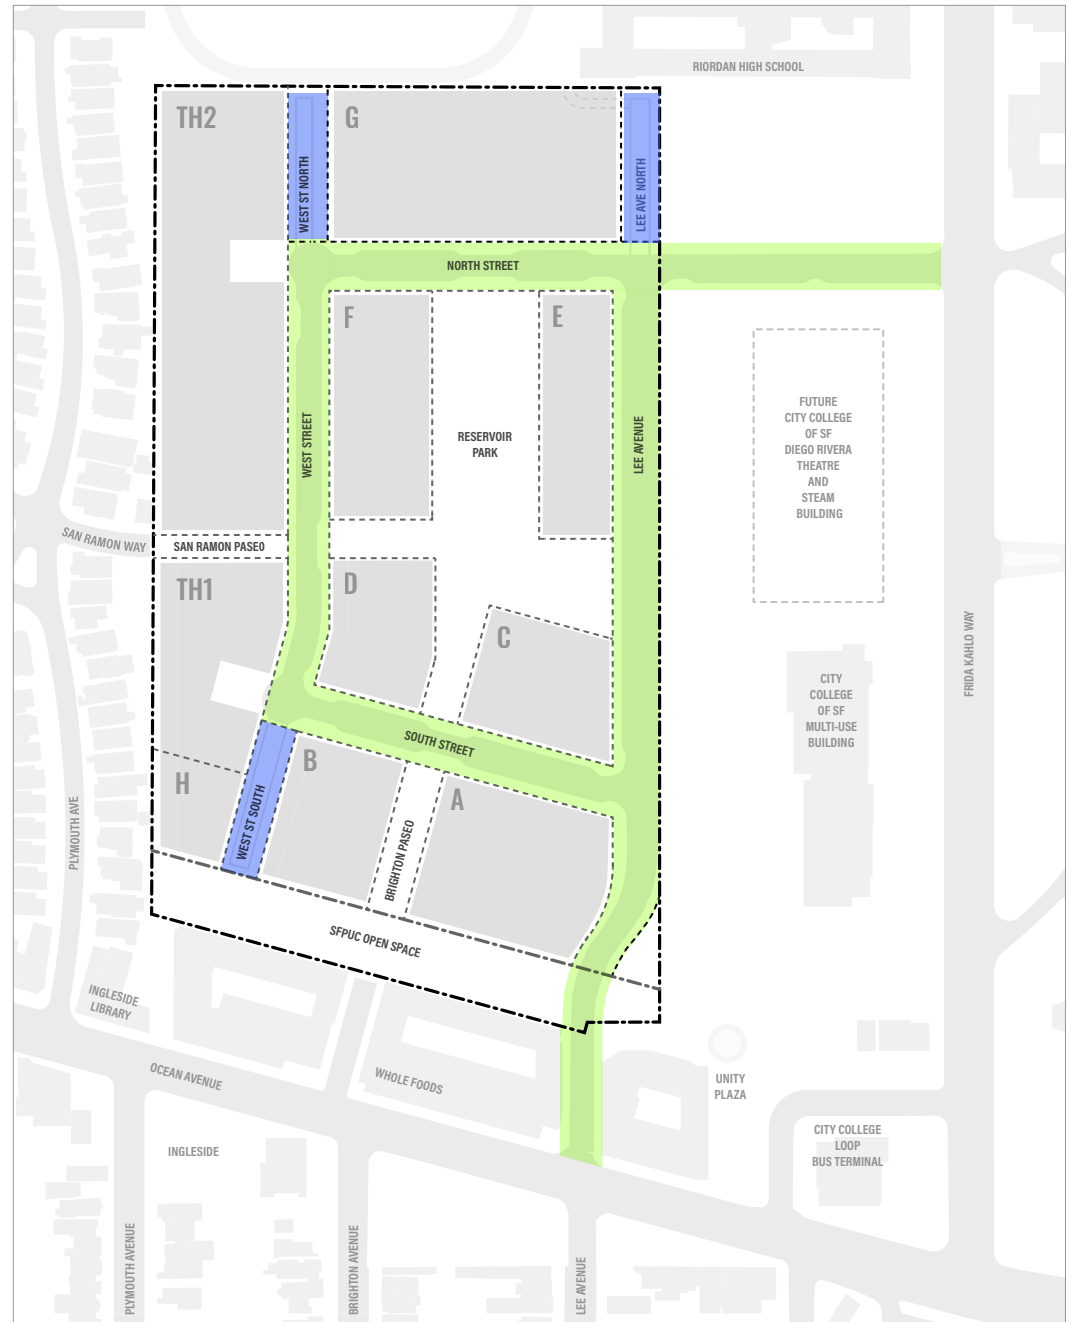 RIORDAN HIGH SCHOOL
TH2
G
WEST ST NORTH
LEE AVE NORTH
NORTH STREET
F
E
WEST STREET
RESERVOIR
PARK
LEE AVENUE
FUTURE
CITY COLLEGE
OF SF
DIEGO RIVERA
THEATRE
AND
STEAM
BUILDING
SAN RAMON WAY
SAN RAMON PASEO
TH1
D
C
FRIDA KAHLO WAY
CITY
COLLEGE
OF SF
MULTI-USE
BUILDING
SOUTH STREET
B
H
A
PLYMOUTH AVE
WEST ST SOUTH
BRIGHTON PASEO
SFPUC OPEN SPACE
INGLESIDE
LIBRARY
OCEAN AVENUE
WHOLE FOODS
UNITY
PLAZA
CITY COLLEGE
LOOP
BUS TERMINAL
INGLESIDE
PLYMOUTH AVENUE
BRIGHTON AVENUE
LEE AVENUE